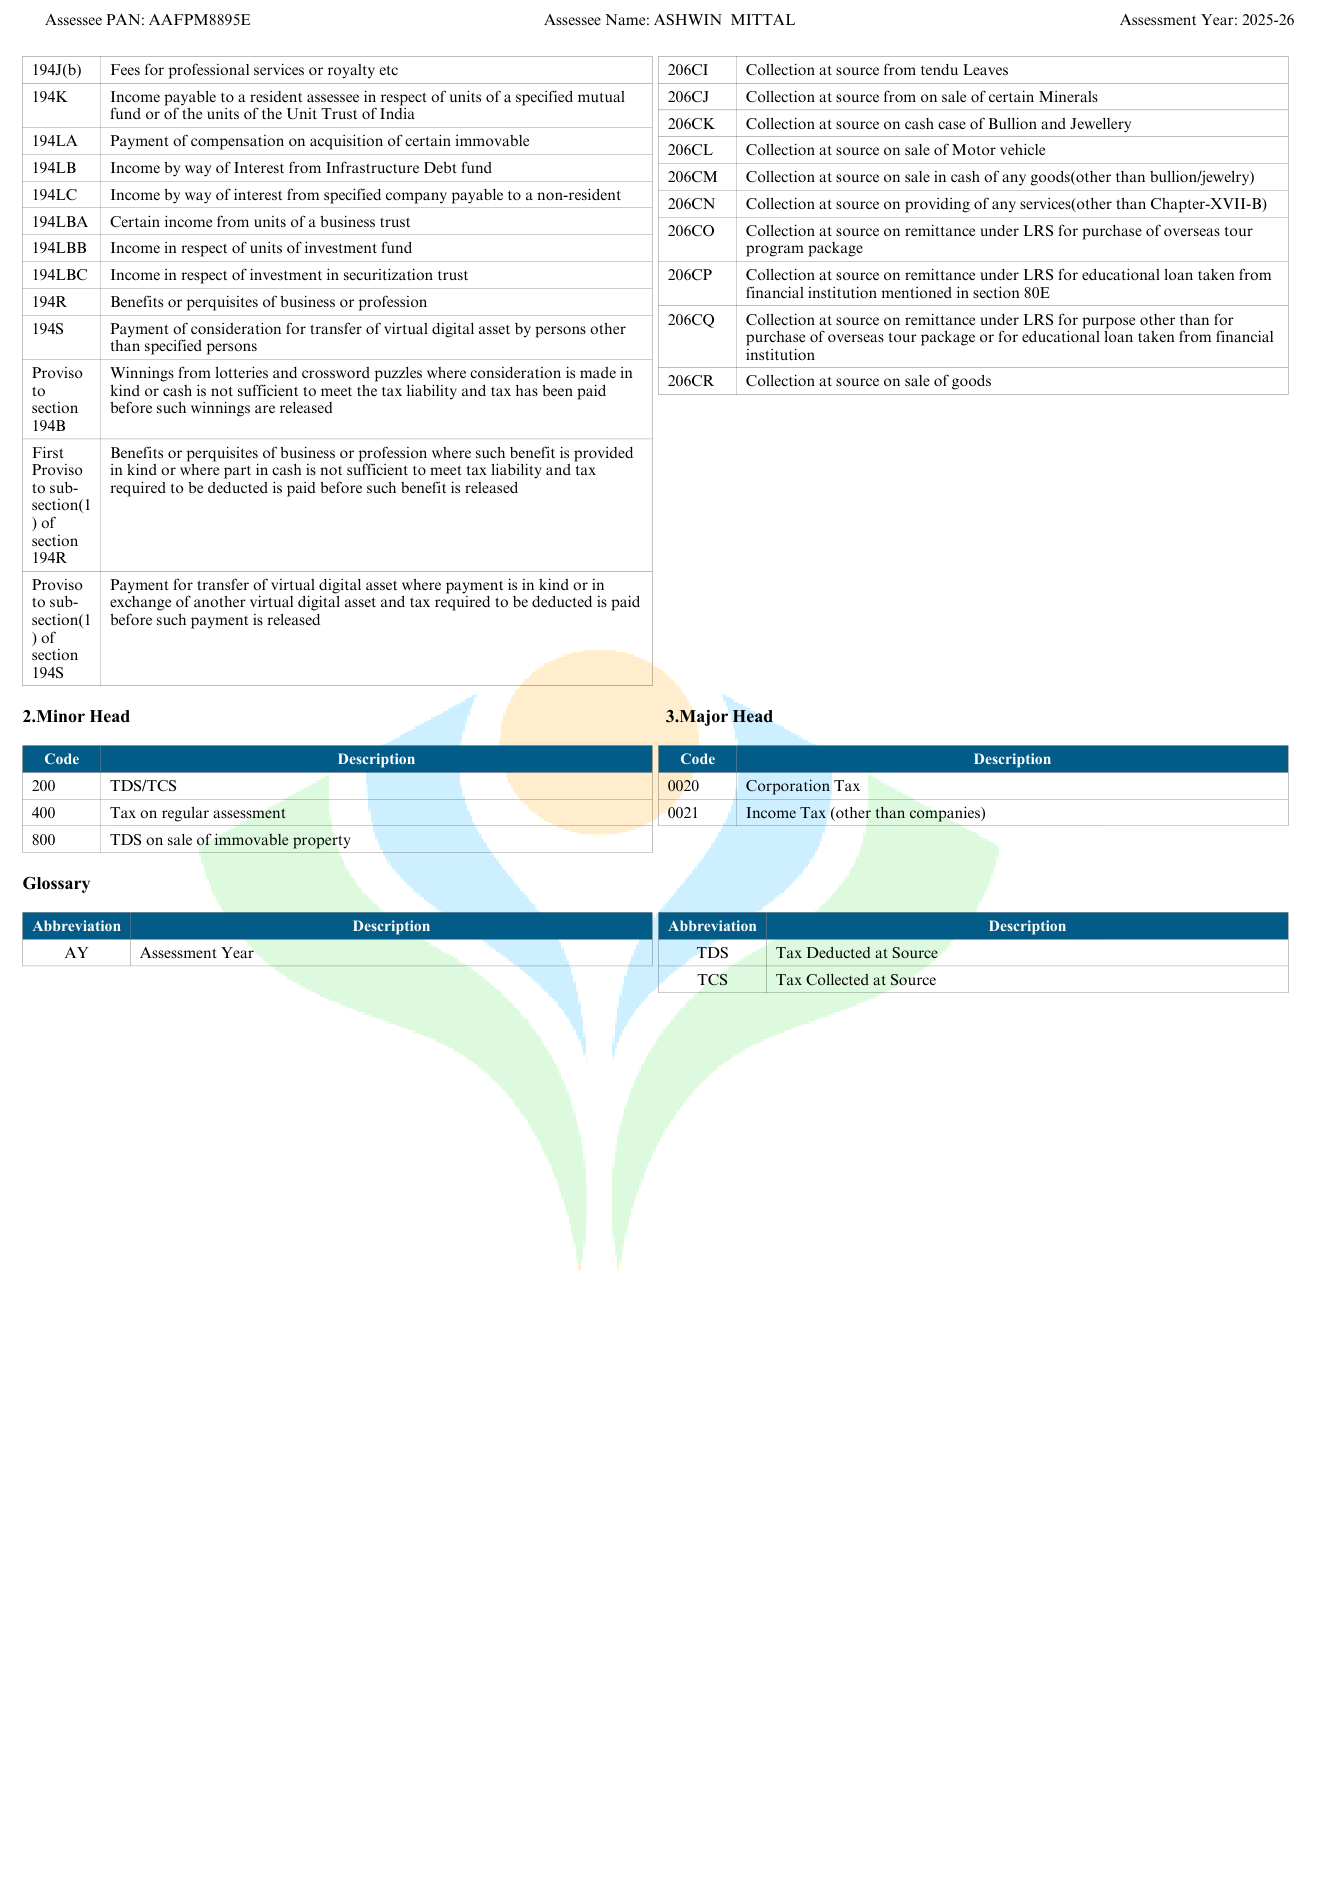 Assessee PAN: AAFPM8895E Assessee Name: ASHWIN  MITTAL Assessment Year: 2025-26
194J(b) Fees for professional services or royalty etc
194K Income payable to a resident assessee in respect of units of a specified mutual
fund or of the units of the Unit Trust of India
194LA Payment of compensation on acquisition of certain immovable
194LB Income by way of Interest from Infrastructure Debt fund
194LC Income by way of interest from specified company payable to a non-resident
194LBA Certain income from units of a business trust
194LBB Income in respect of units of investment fund
194LBC Income in respect of investment in securitization trust
194R Benefits or perquisites of business or profession
194S Payment of consideration for transfer of virtual digital asset by persons other
than specified persons
Proviso Winnings from lotteries and crossword puzzles where consideration is made in
to kind or cash is not sufficient to meet the tax liability and tax has been paid
section before such winnings are released
194B
First Benefits or perquisites of business or profession where such benefit is provided
Proviso in kind or where part in cash is not sufficient to meet tax liability and tax
to sub- required to be deducted is paid before such benefit is released
section(1
) of
section
194R
Proviso Payment for transfer of virtual digital asset where payment is in kind or in
to sub- exchange of another virtual digital asset and tax required to be deducted is paid
section(1 before such payment is released
) of
section
194S
206CI Collection at source from tendu Leaves
206CJ Collection at source from on sale of certain Minerals
206CK Collection at source on cash case of Bullion and Jewellery
206CL Collection at source on sale of Motor vehicle
206CM Collection at source on sale in cash of any goods(other than bullion/jewelry)
206CN Collection at source on providing of any services(other than Chapter-XVII-B)
206CO Collection at source on remittance under LRS for purchase of overseas tour
program package
206CP Collection at source on remittance under LRS for educational loan taken from
financial institution mentioned in section 80E
206CQ Collection at source on remittance under LRS for purpose other than for
purchase of overseas tour package or for educational loan taken from financial
institution
206CR Collection at source on sale of goods
2.Minor Head
Code Description
200 TDS/TCS
400 Tax on regular assessment
800 TDS on sale of immovable property
3.Major Head
Code Description
0020 Corporation Tax
0021 Income Tax (other than companies)
Glossary
Abbreviation Description
AY Assessment Year
Abbreviation Description
TDS Tax Deducted at Source
TCS Tax Collected at Source